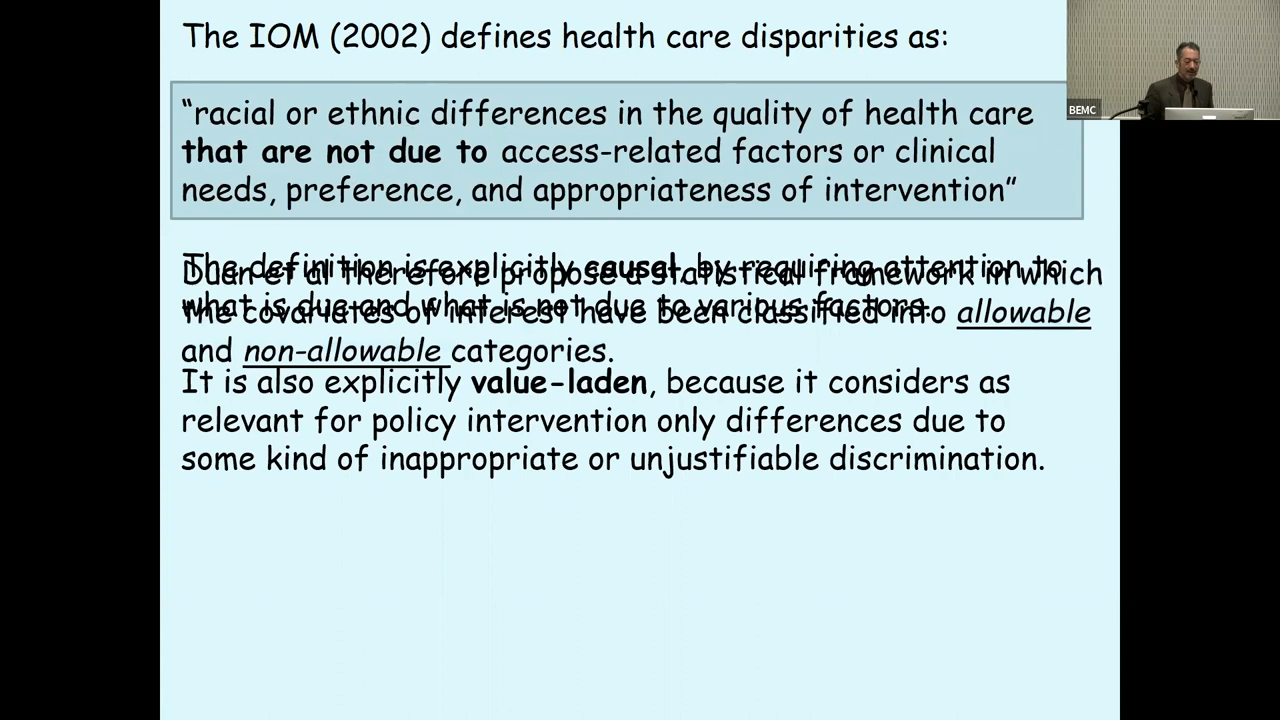 The IOM (2002) defines health care disparities as:
“racial or ethnic differences in the quality of health care
that are not due to access-related factors or clinical
needs, preference, and appropriateness of intervention”
The definition is explicitly causal, by requiring attention to
what is due and what is not due to various factors.
Duan et al therefore propose a statistical framework in which
the covariates of interest have been classified into allowable
and non-allowable categories.
It is also explicitly value-laden, because it considers as
relevant for policy intervention only differences due to
some kind of inappropriate or unjustifiable discrimination.
BEMC